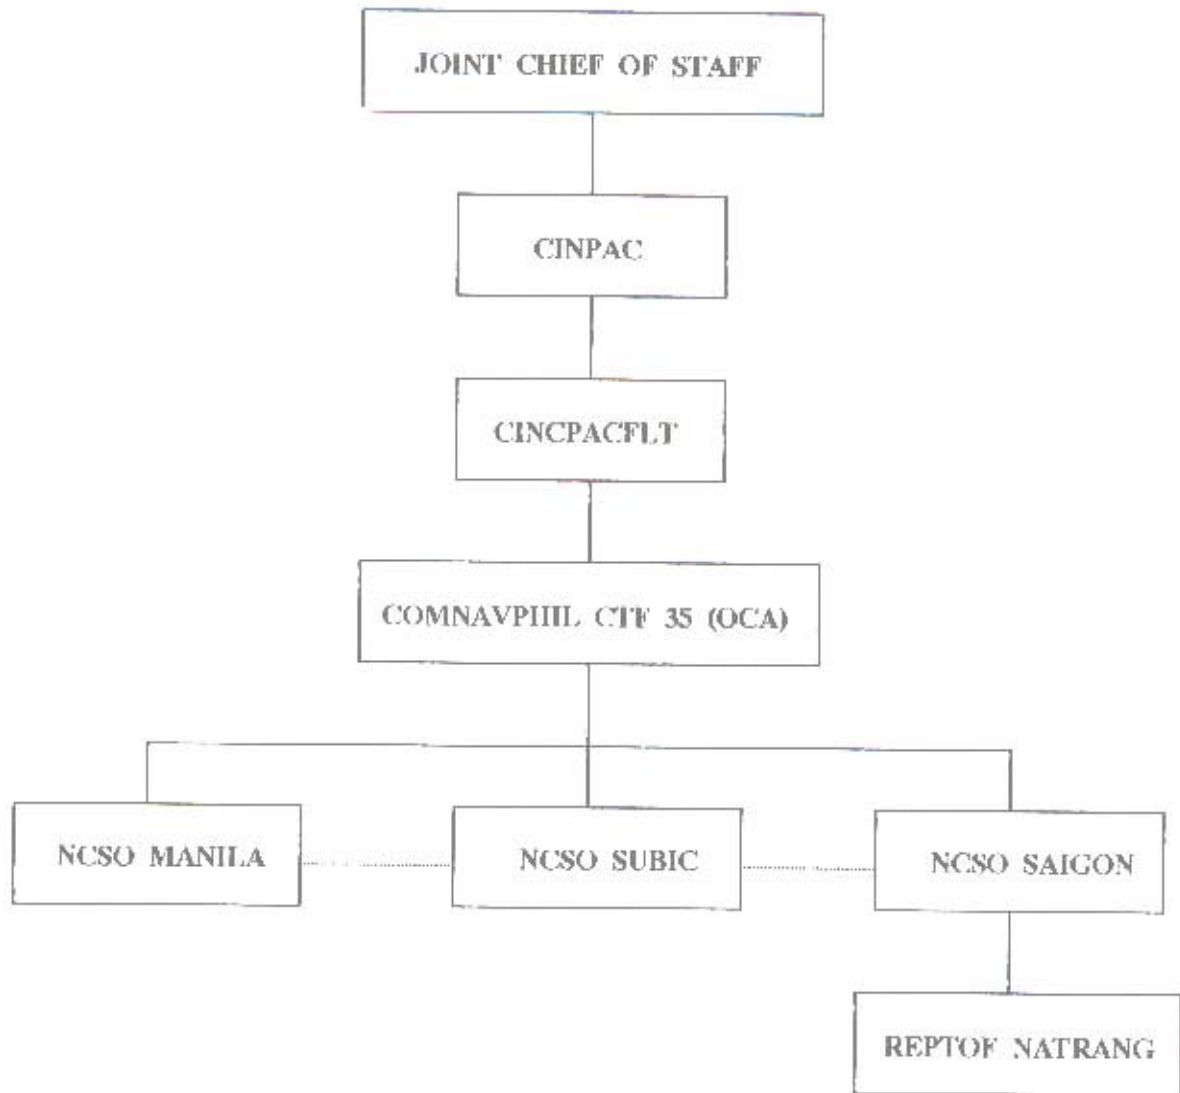 JOINT CHIEF OF STAFF
CINPAC
CINCPACFLT
COMNAVPHIL CTF 35 (OCA)
NCSO MANILA
NCSO SUBIC
NCSO SAIGON
REPTOF NATRANG